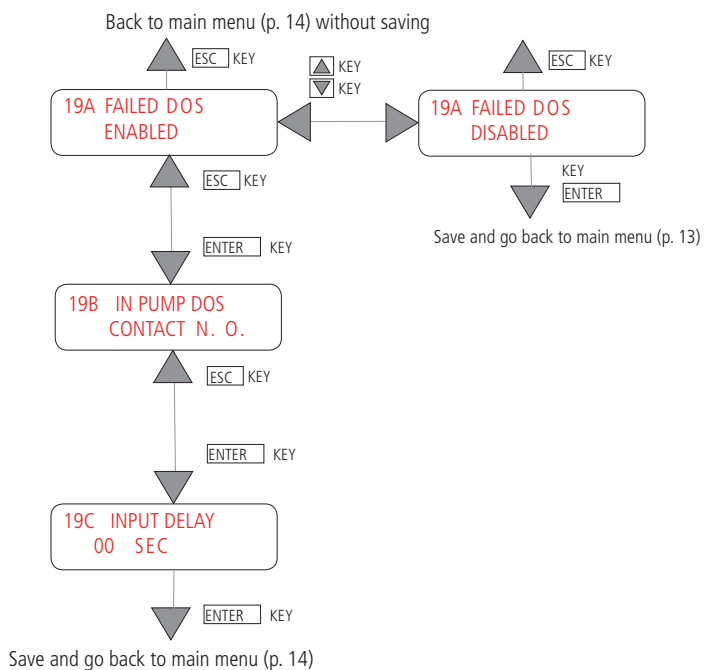 Back to main menu (p. 14) without saving
ESC KEY
KEY
KEY
ESC KEY
19A FAILED DOS
ENABLED
19A FAILED DOS
DISABLED
ESC KEY
KEY
ENTER
Save and go back to main menu (p. 13)
ENTER KEY
19B IN PUMP DOS
CONTACT N. O.
ESC KEY
ENTER KEY
19C INPUT DELAY
00 SEC
ENTER KEY
Save and go back to main menu (p. 14)